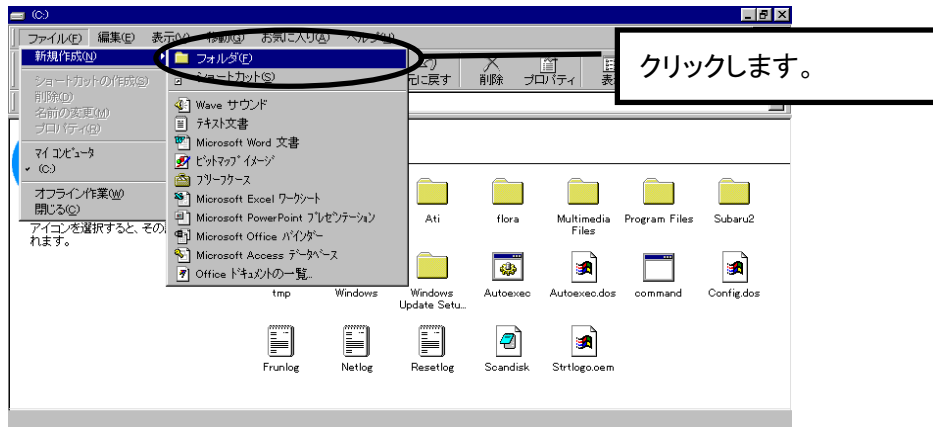 (C:)
ファイル(F) 編集(E) 表示(V) 移動(G) お気に入り(A) ヘルプ(H)
新規作成(N)
ショートカットの作成(S)
削除(D)
名前の変更(M)
プロパティ(R)
マイ コンピュータ
(C:)
オフライン作業(W)
閉じる(C)
フォルダ(F)
ショートカット(S)
Wave サウンド
テキスト文書
Microsoft Word 文書
ビットマップ イメージ
ブリーフケース
Microsoft Excel ワークシート
Microsoft PowerPoint プレゼンテーション
Microsoft Office バインダー
Microsoft Access データベース
Office ドキュメントの一覧...
元に戻す 削除 プロパティ 表
クリックします。
アイコンを選択すると、その
れます。
Ati flora Multimedia Files Program Files Subaru2
tmp Windows Windows Update Setu... Autoexec Autoexec.dos command Config.dos
Frunlog Netlog Resetlog Scandisk Strtlogo.oem